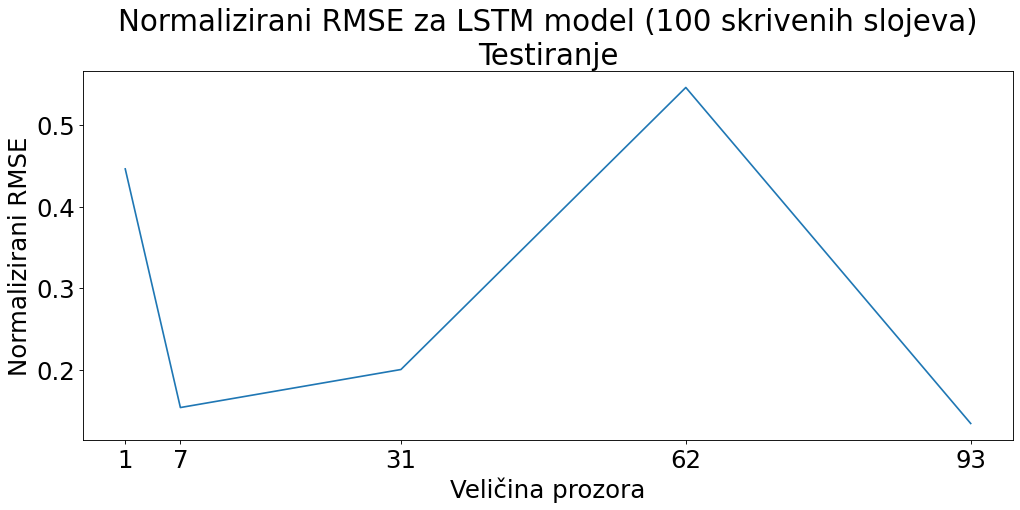 Normalizirani RMSE za LSTM model (100 skrivenih slojeva)
Testiranje
Normalizirani RMSE
0.5
0.4
0.3
0.2
1 7 31 62 93
Veličina prozora